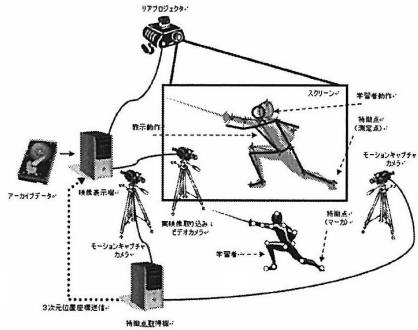 リアプロジェクタ
スクリーン
学習者動作
教示動作
特徴点
(測定点)
アーカイブデータ
映像表示端
モーションキャプチャ
カメラ
実映像取り込み
ビデオカメラ
モーションキャプチャ
カメラ
特徴点
(マーカ)
学習者
3次元位置座標送信
特徴点取得機